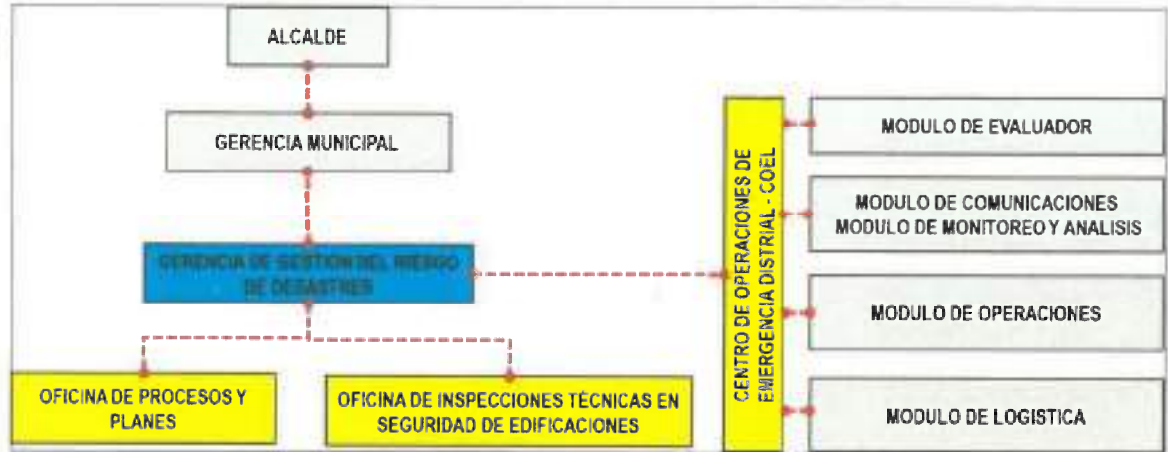 ALCALDE
GERENCIA MUNICIPAL
GERENCIA DE GESTION DEL RIESGO
DE DESASTRES
OFICINA DE PROCESOS Y
PLANES
OFICINA DE INSPECCIONES TÉCNICAS EN
SEGURIDAD DE EDIFICACIONES
CENTRO DE OPERACIONES DE
EMERGENCIA DISTRIAL - COEL
MODULO DE EVALUADOR
MODULO DE COMUNICACIONES
MODULO DE MONITOREO Y ANALISIS
MODULO DE OPERACIONES
MODULO DE LOGISTICA